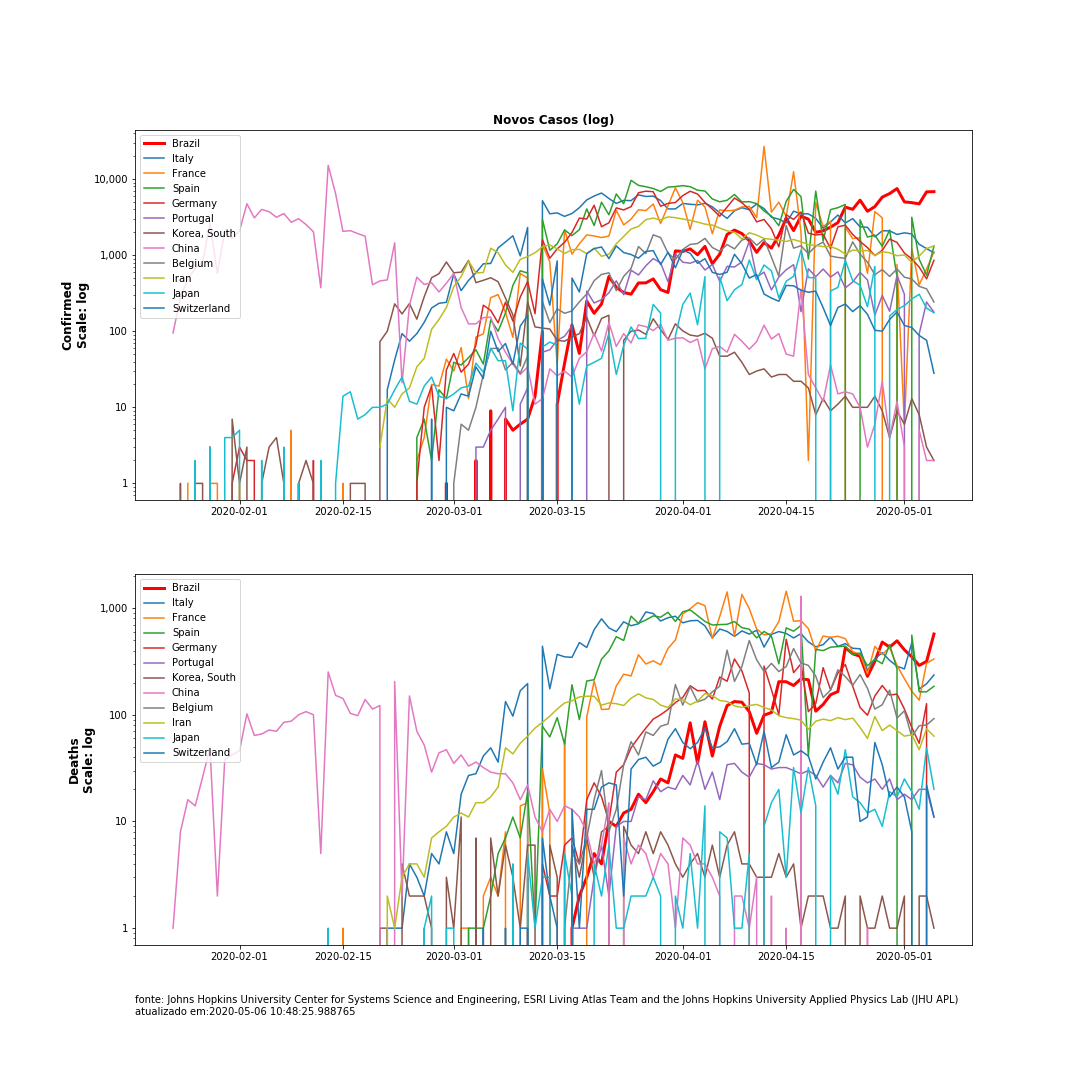 Novos Casos (log)
Confirmed
Scale: log
10,000
1,000
100
10
1
Brazil
Italy
France
Spain
Germany
Portugal
Korea, South
China
Belgium
Iran
Japan
Switzerland
2020-02-01
2020-02-15
2020-03-01
2020-03-15
2020-04-01
2020-04-15
2020-05-01
Deaths
Scale: log
1,000
100
10
1
Brazil
Italy
France
Spain
Germany
Portugal
Korea, South
China
Belgium
Iran
Japan
Switzerland
2020-02-01
2020-02-15
2020-03-01
2020-03-15
2020-04-01
2020-04-15
2020-05-01
fonte: Johns Hopkins University Center for Systems Science and Engineering, ESRI Living Atlas Team and the Johns Hopkins University Applied Physics Lab (JHU APL)
atualizado em:2020-05-06 10:48:25.988765